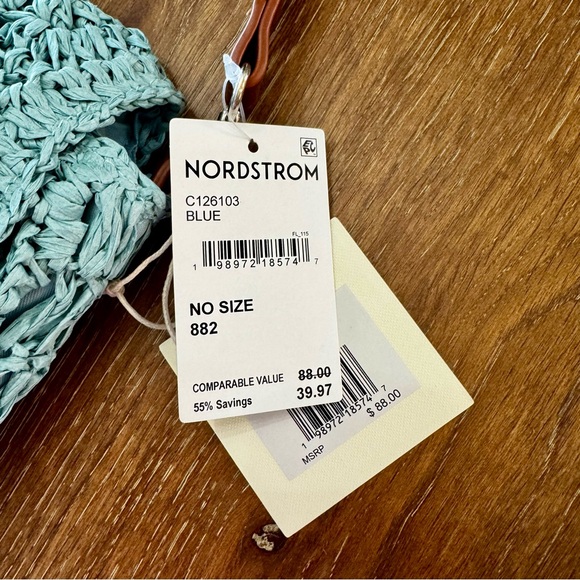 NORDSTROM
C126103
BLUE
FL_115
1 98972 18574 7
NO SIZE
882
COMPARABLE VALUE 88.00
55% Savings 39.97
1 98972 18574 7
MSRP $ 88.00